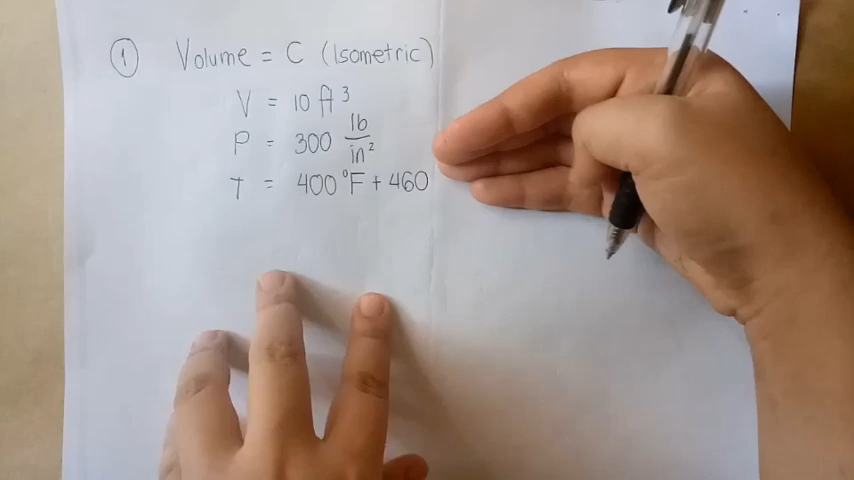 ① Volume = C (Isometric)
V = 10 ft³
P = 300 lb/in²
T = 400 °F + 460